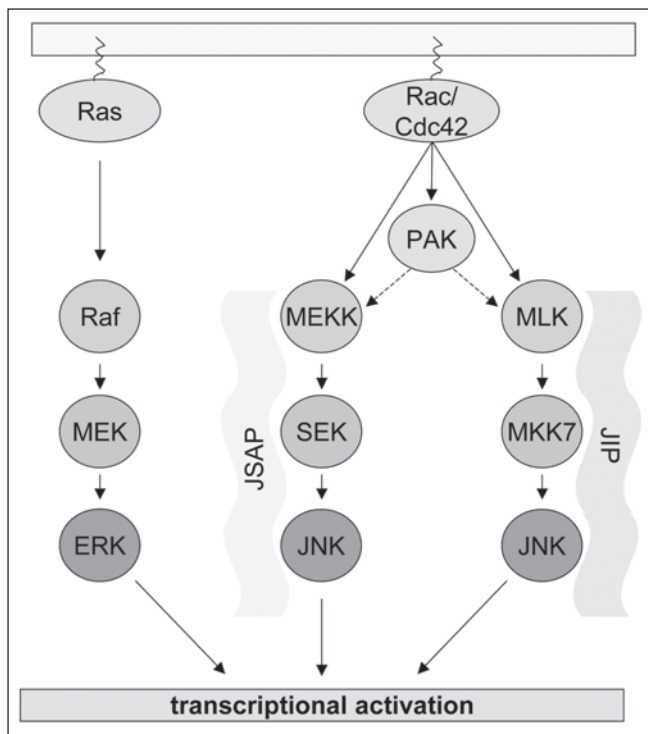 Ras
Rac/
Cdc42
PAK
Raf
MEKK
MLK
MEK
SEK
MKK7
JSAP
JIP
ERK
JNK
JNK
transcriptional activation